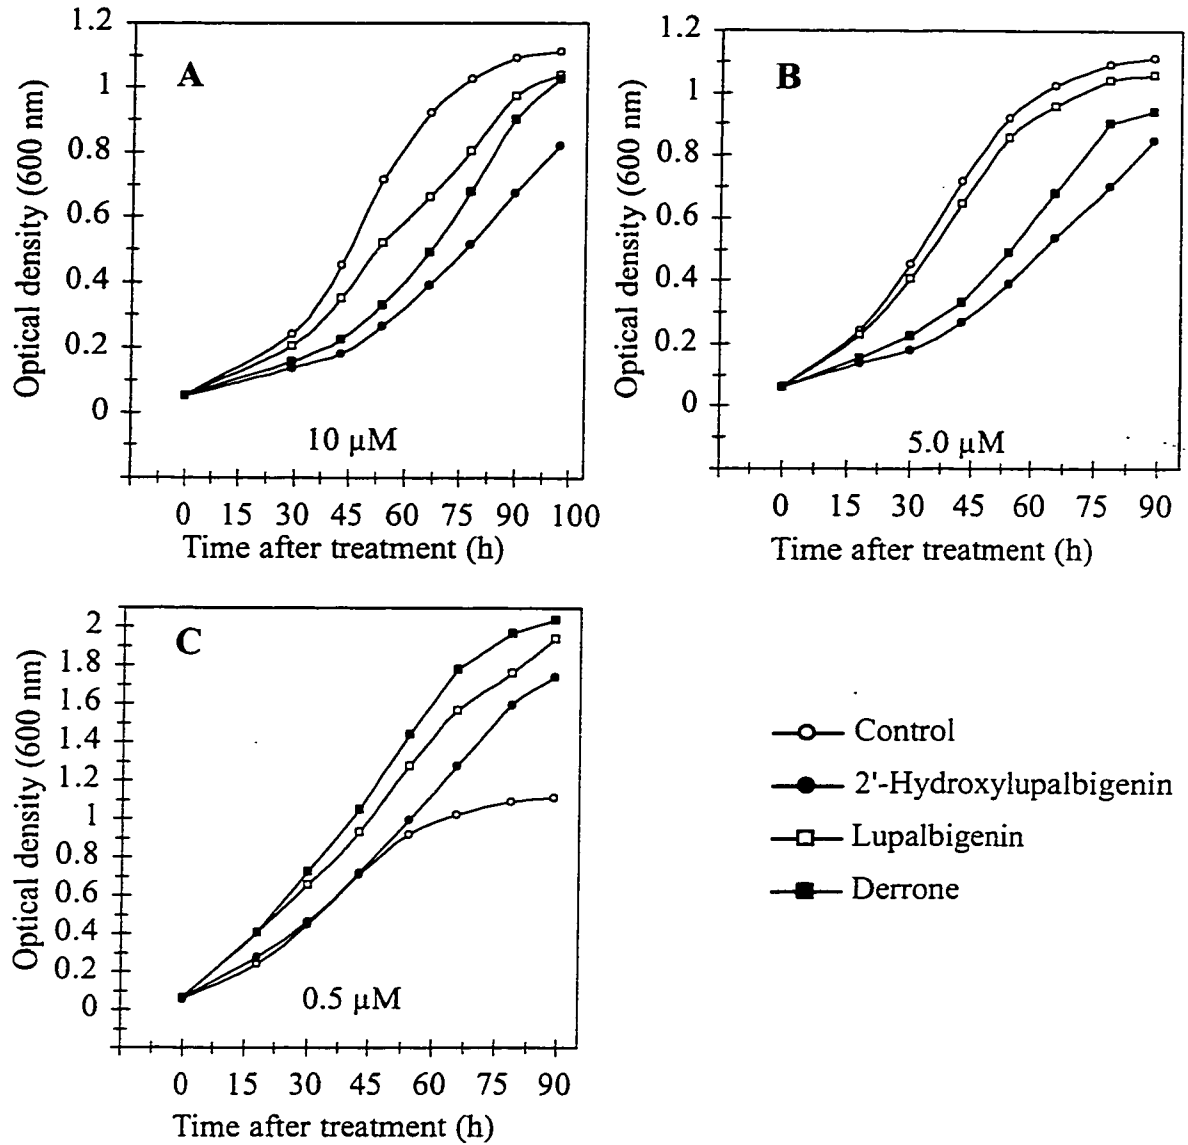 A
Optical density (600 nm)
1.2
1
0.8
0.6
0.4
0.2
0
10 µM
0 15 30 45 60 75 90 100
Time after treatment (h)
B
Optical density (600 nm)
1.2
1
0.8
0.6
0.4
0.2
0
5.0 µM
0 15 30 45 60 75 90
Time after treatment (h)
C
Optical density (600 nm)
2
1.8
1.6
1.4
1.2
1
0.8
0.6
0.4
0.2
0
0.5 µM
0 15 30 45 60 75 90
Time after treatment (h)
Control
2'-Hydroxylupalbigenin
Lupalbigenin
Derrone